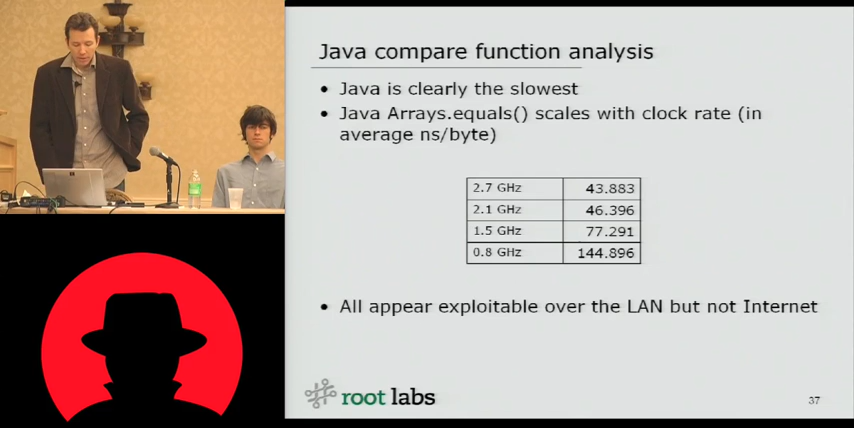 Java compare function analysis
• Java is clearly the slowest
• Java Arrays.equals() scales with clock rate (in
average ns/byte)
2.7 GHz 43.883
2.1 GHz 46.396
1.5 GHz 77.291
0.8 GHz 144.896
• All appear exploitable over the LAN but not Internet
root labs
37